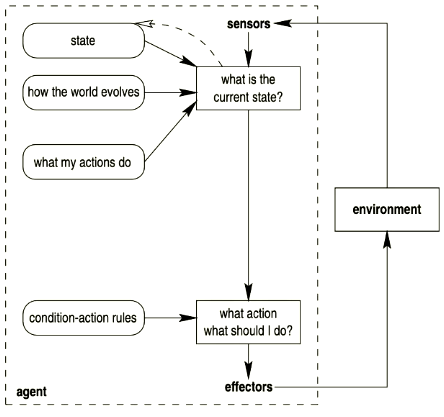 sensors
state
what is the
current state?
how the world evolves
what my actions do
environment
condition-action rules
what action
what should I do?
agent
effectors